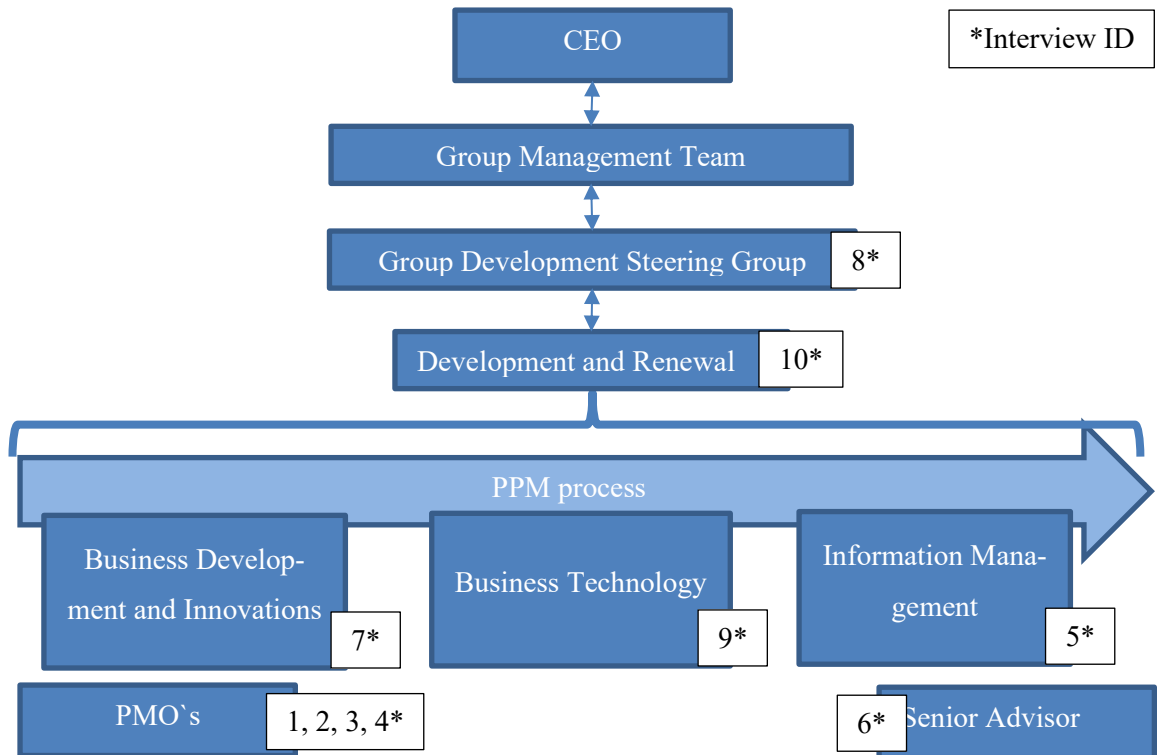 CEO
*Interview ID
Group Management Team
Group Development Steering Group
8*
Development and Renewal
10*
PPM process
Business Develop-
ment and Innovations
7*
Business Technology
9*
Information Mana-
gement
5*
PMO`s
1, 2, 3, 4*
6*
Senior Advisor